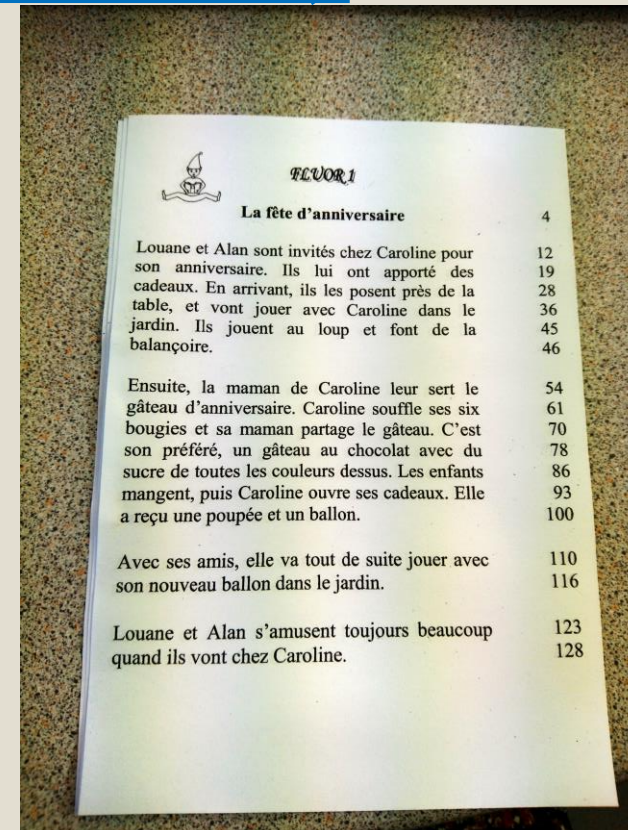 FLUOR 1
La fête d'anniversaire 4
Louane et Alan sont invités chez Caroline pour 12
son anniversaire. Ils lui ont apporté des 19
cadeaux. En arrivant, ils les posent près de la 28
table, et vont jouer avec Caroline dans le 36
jardin. Ils jouent au loup et font de la 45
balançoire. 46
Ensuite, la maman de Caroline leur sert le 54
gâteau d'anniversaire. Caroline souffle ses six 61
bougies et sa maman partage le gâteau. C'est 70
son préféré, un gâteau au chocolat avec du 78
sucre de toutes les couleurs dessus. Les enfants 86
mangent, puis Caroline ouvre ses cadeaux. Elle 93
a reçu une poupée et un ballon. 100
Avec ses amis, elle va tout de suite jouer avec 110
son nouveau ballon dans le jardin. 116
Louane et Alan s'amusent toujours beaucoup 123
quand ils vont chez Caroline. 128